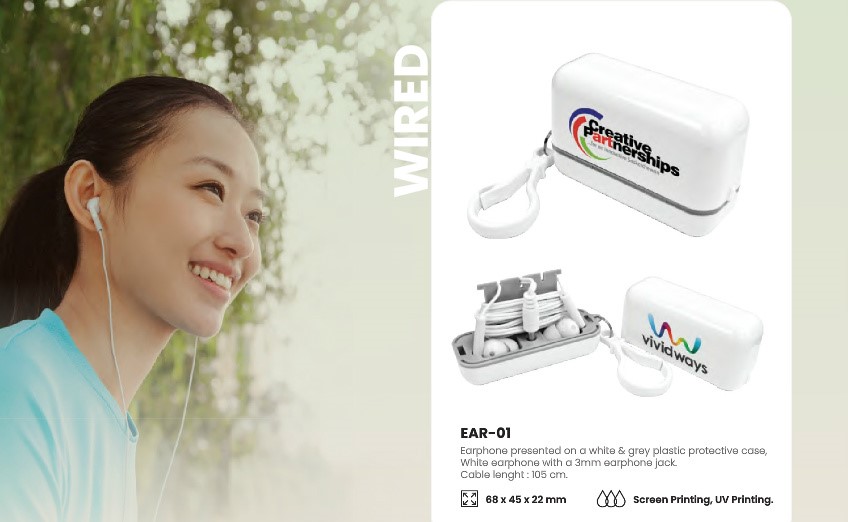 WIRED
Creative
Partnerships
vividways
EAR-01
Earphone presented on a white & grey plastic protective case,
White earphone with a 3mm earphone jack.
Cable lenght : 105 cm.
68 x 45 x 22 mm
Screen Printing, UV Printing.